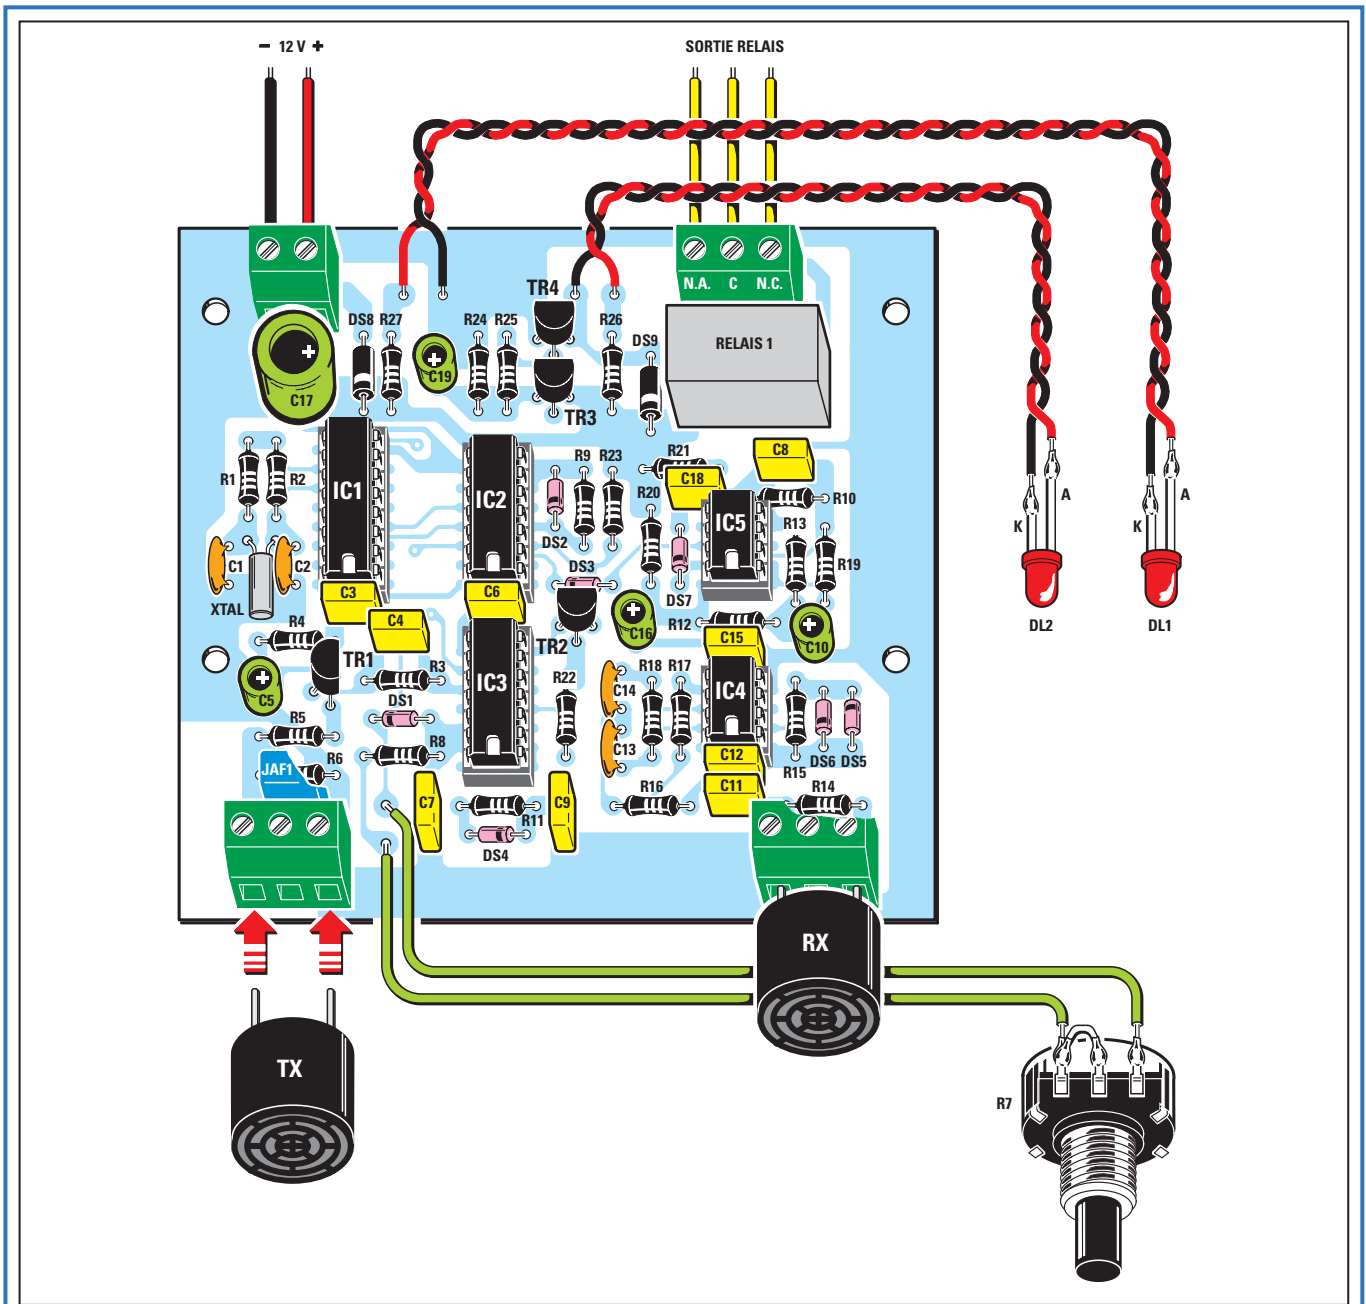 − 12 V +
SORTIE RELAIS
N.A. C N.C.
TR4
DS8 R27
R24 R25
R26
DS9
RELAIS 1
C19
C17
TR3
R1 R2
IC1
IC2
R9 R23
R21
C8
C18
R20
IC5
R10
R13
DS2
C1 C2
XTAL
C3
C6
DS3
DS7
R19
A
K
A
K
DL2
DL1
C4
R4
TR1
TR2
C16
R12
C15
C10
C5
R3
DS1
IC3
R22
C14
R18 R17
IC4
R5
R8
C13
C12
R15
DS6 DS5
JAF1
R6
C7
R11
C9
R16
C11
R14
DS4
RX
TX
R7